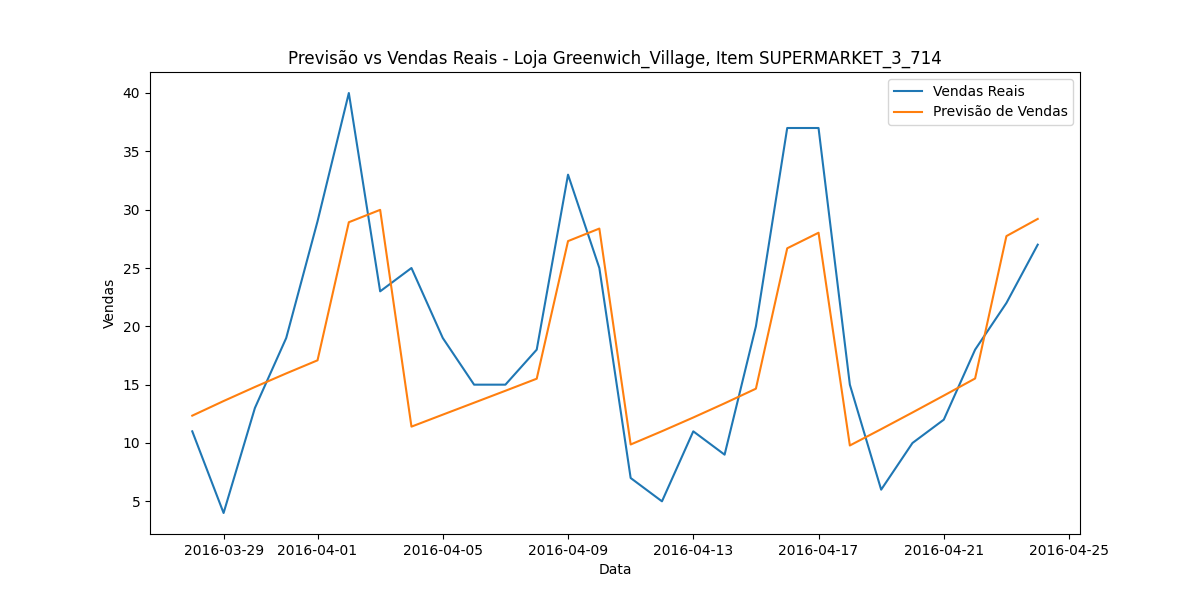 Previsão vs Vendas Reais - Loja Greenwich_Village, Item SUPERMARKET_3_714
Vendas Reais
Previsão de Vendas
40
35
30
25
20
15
10
5
Vendas
2016-03-29 2016-04-01 2016-04-05 2016-04-09 2016-04-13 2016-04-17 2016-04-21 2016-04-25
Data